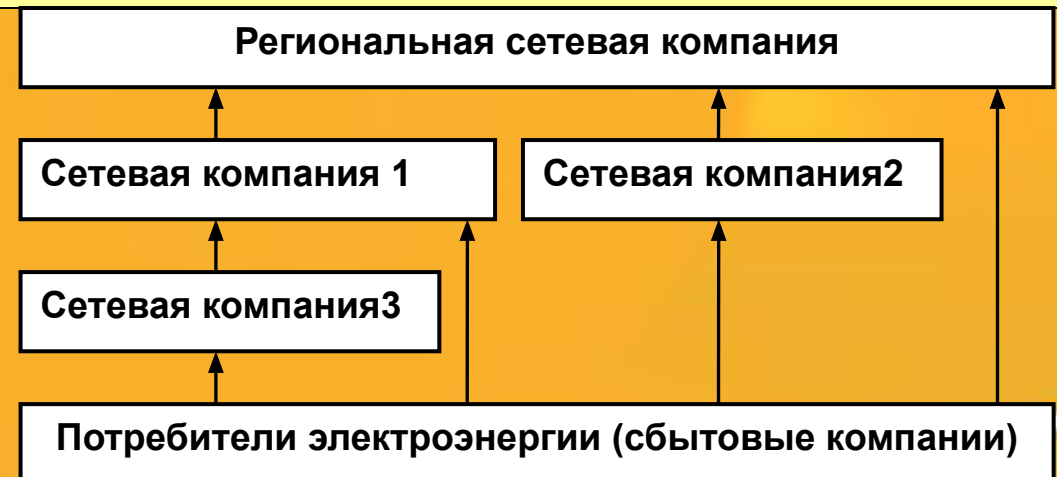 Региональная сетевая компания
Сетевая компания 1
Сетевая компания2
Сетевая компания3
Потребители электроэнергии (сбытовые компании)